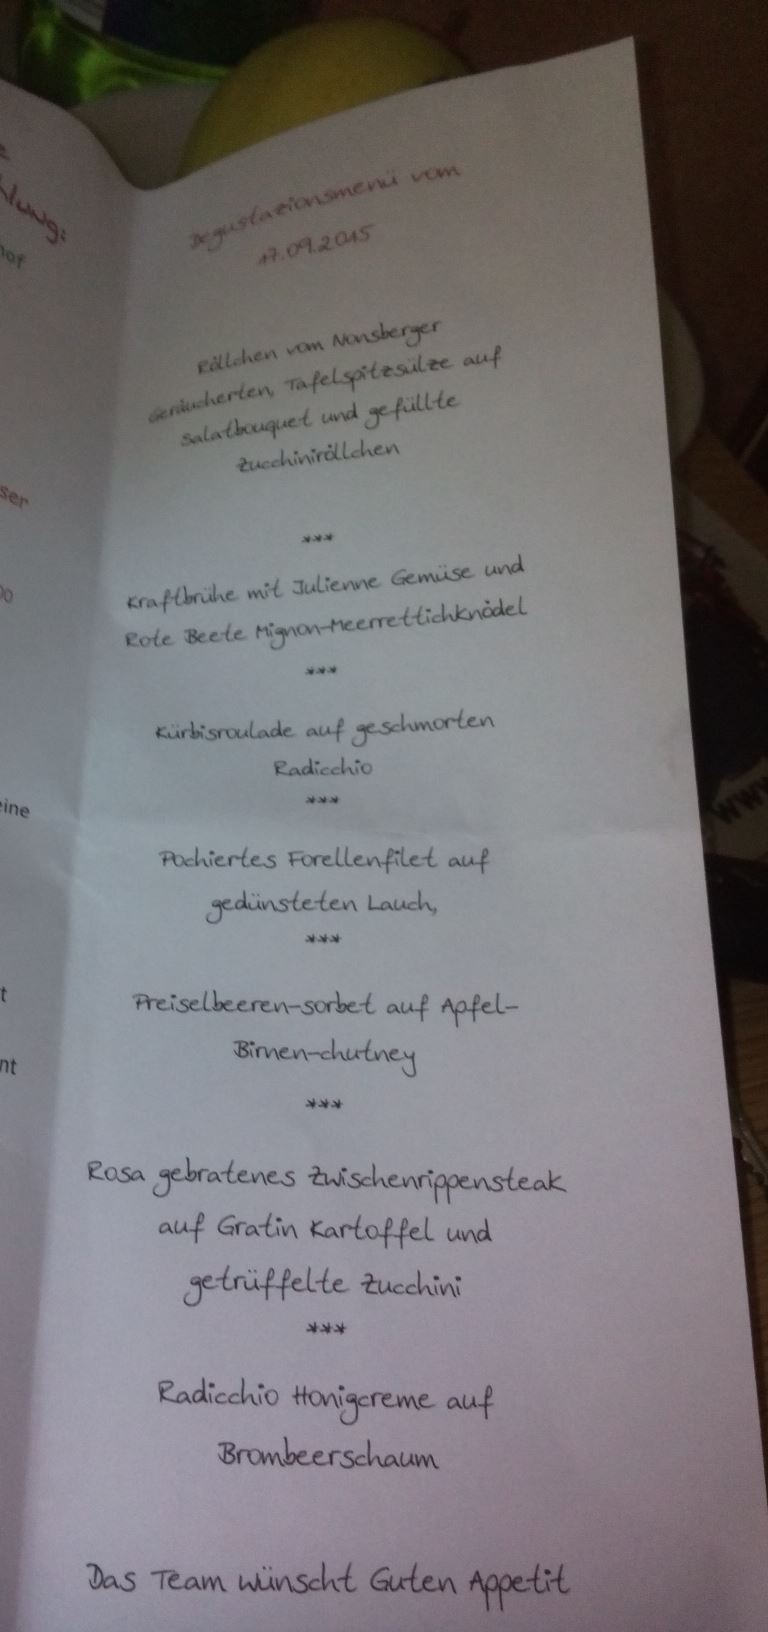 Degustazionsmenü vom
17.09.2015
Röllchen vom Nonsberger
Geräucherten, Tafelspitzsülze auf
Salatbouquet und gefüllte
Zucchiniröllchen
***
Kraftbrühe mit Julienne Gemüse und
Rote Beete Mignon-Meerrettichknödel
***
Kürbisroulade auf geschmorten
Radicchio
***
Pochiertes Forellenfilet auf
gedünsteten Lauch,
***
Preiselbeeren-sorbet auf Apfel-
Birnen-chutney
***
Rosa gebratenes Zwischenrippensteak
auf Gratin Kartoffel und
getrüffelte Zucchini
***
Radicchio Honigcreme auf
Brombeerschaum
Das Team wünscht Guten Appetit